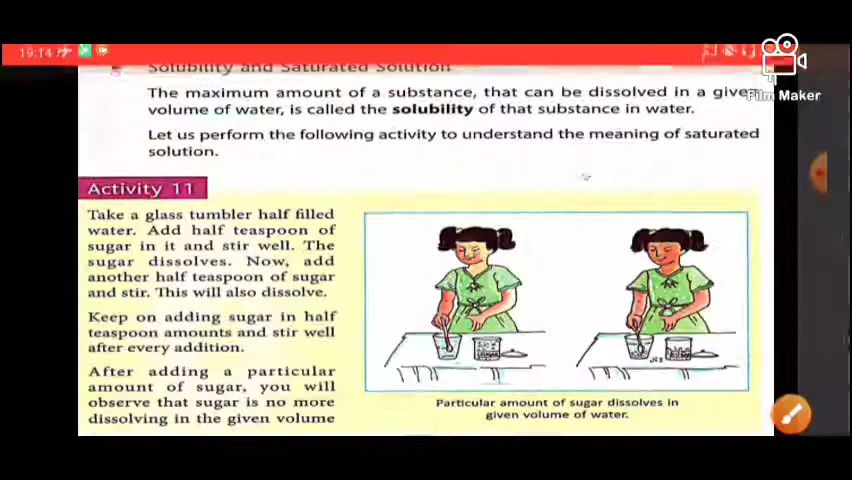 19:14
Film Maker
Solubility and Saturated Solution
The maximum amount of a substance, that can be dissolved in a given
volume of water, is called the solubility of that substance in water.
Let us perform the following activity to understand the meaning of saturated
solution.
Activity 11
Take a glass tumbler half filled
water. Add half teaspoon of
sugar in it and stir well. The
sugar dissolves. Now, add
another half teaspoon of sugar
and stir. This will also dissolve.
Keep on adding sugar in half
teaspoon amounts and stir well
after every addition.
After adding a particular
amount of sugar, you will
observe that sugar is no more
dissolving in the given volume
Particular amount of sugar dissolves in
given volume of water.